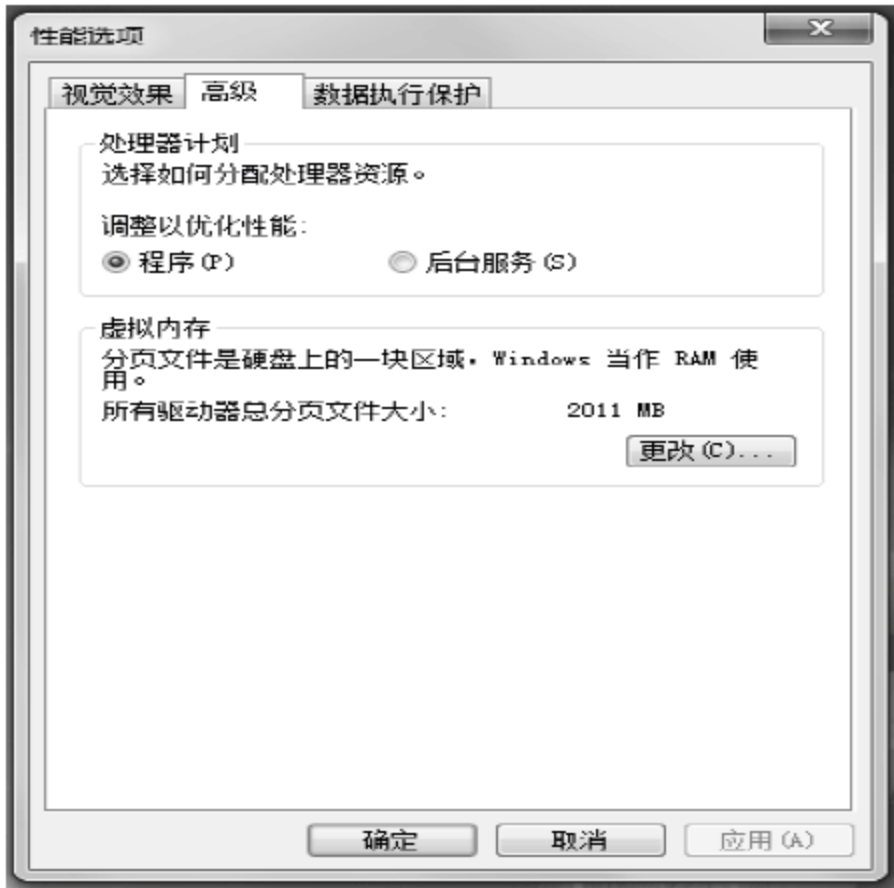 性能选项
视觉效果 高级 数据执行保护
处理器计划
选择如何分配处理器资源。
调整以优化性能:
程序(P) 后台服务(S)
虚拟内存
分页文件是硬盘上的一块区域，Windows 当作 RAM 使
用。
所有驱动器总分页文件大小: 2011 MB
更改(C)...
确定 取消 应用(A)